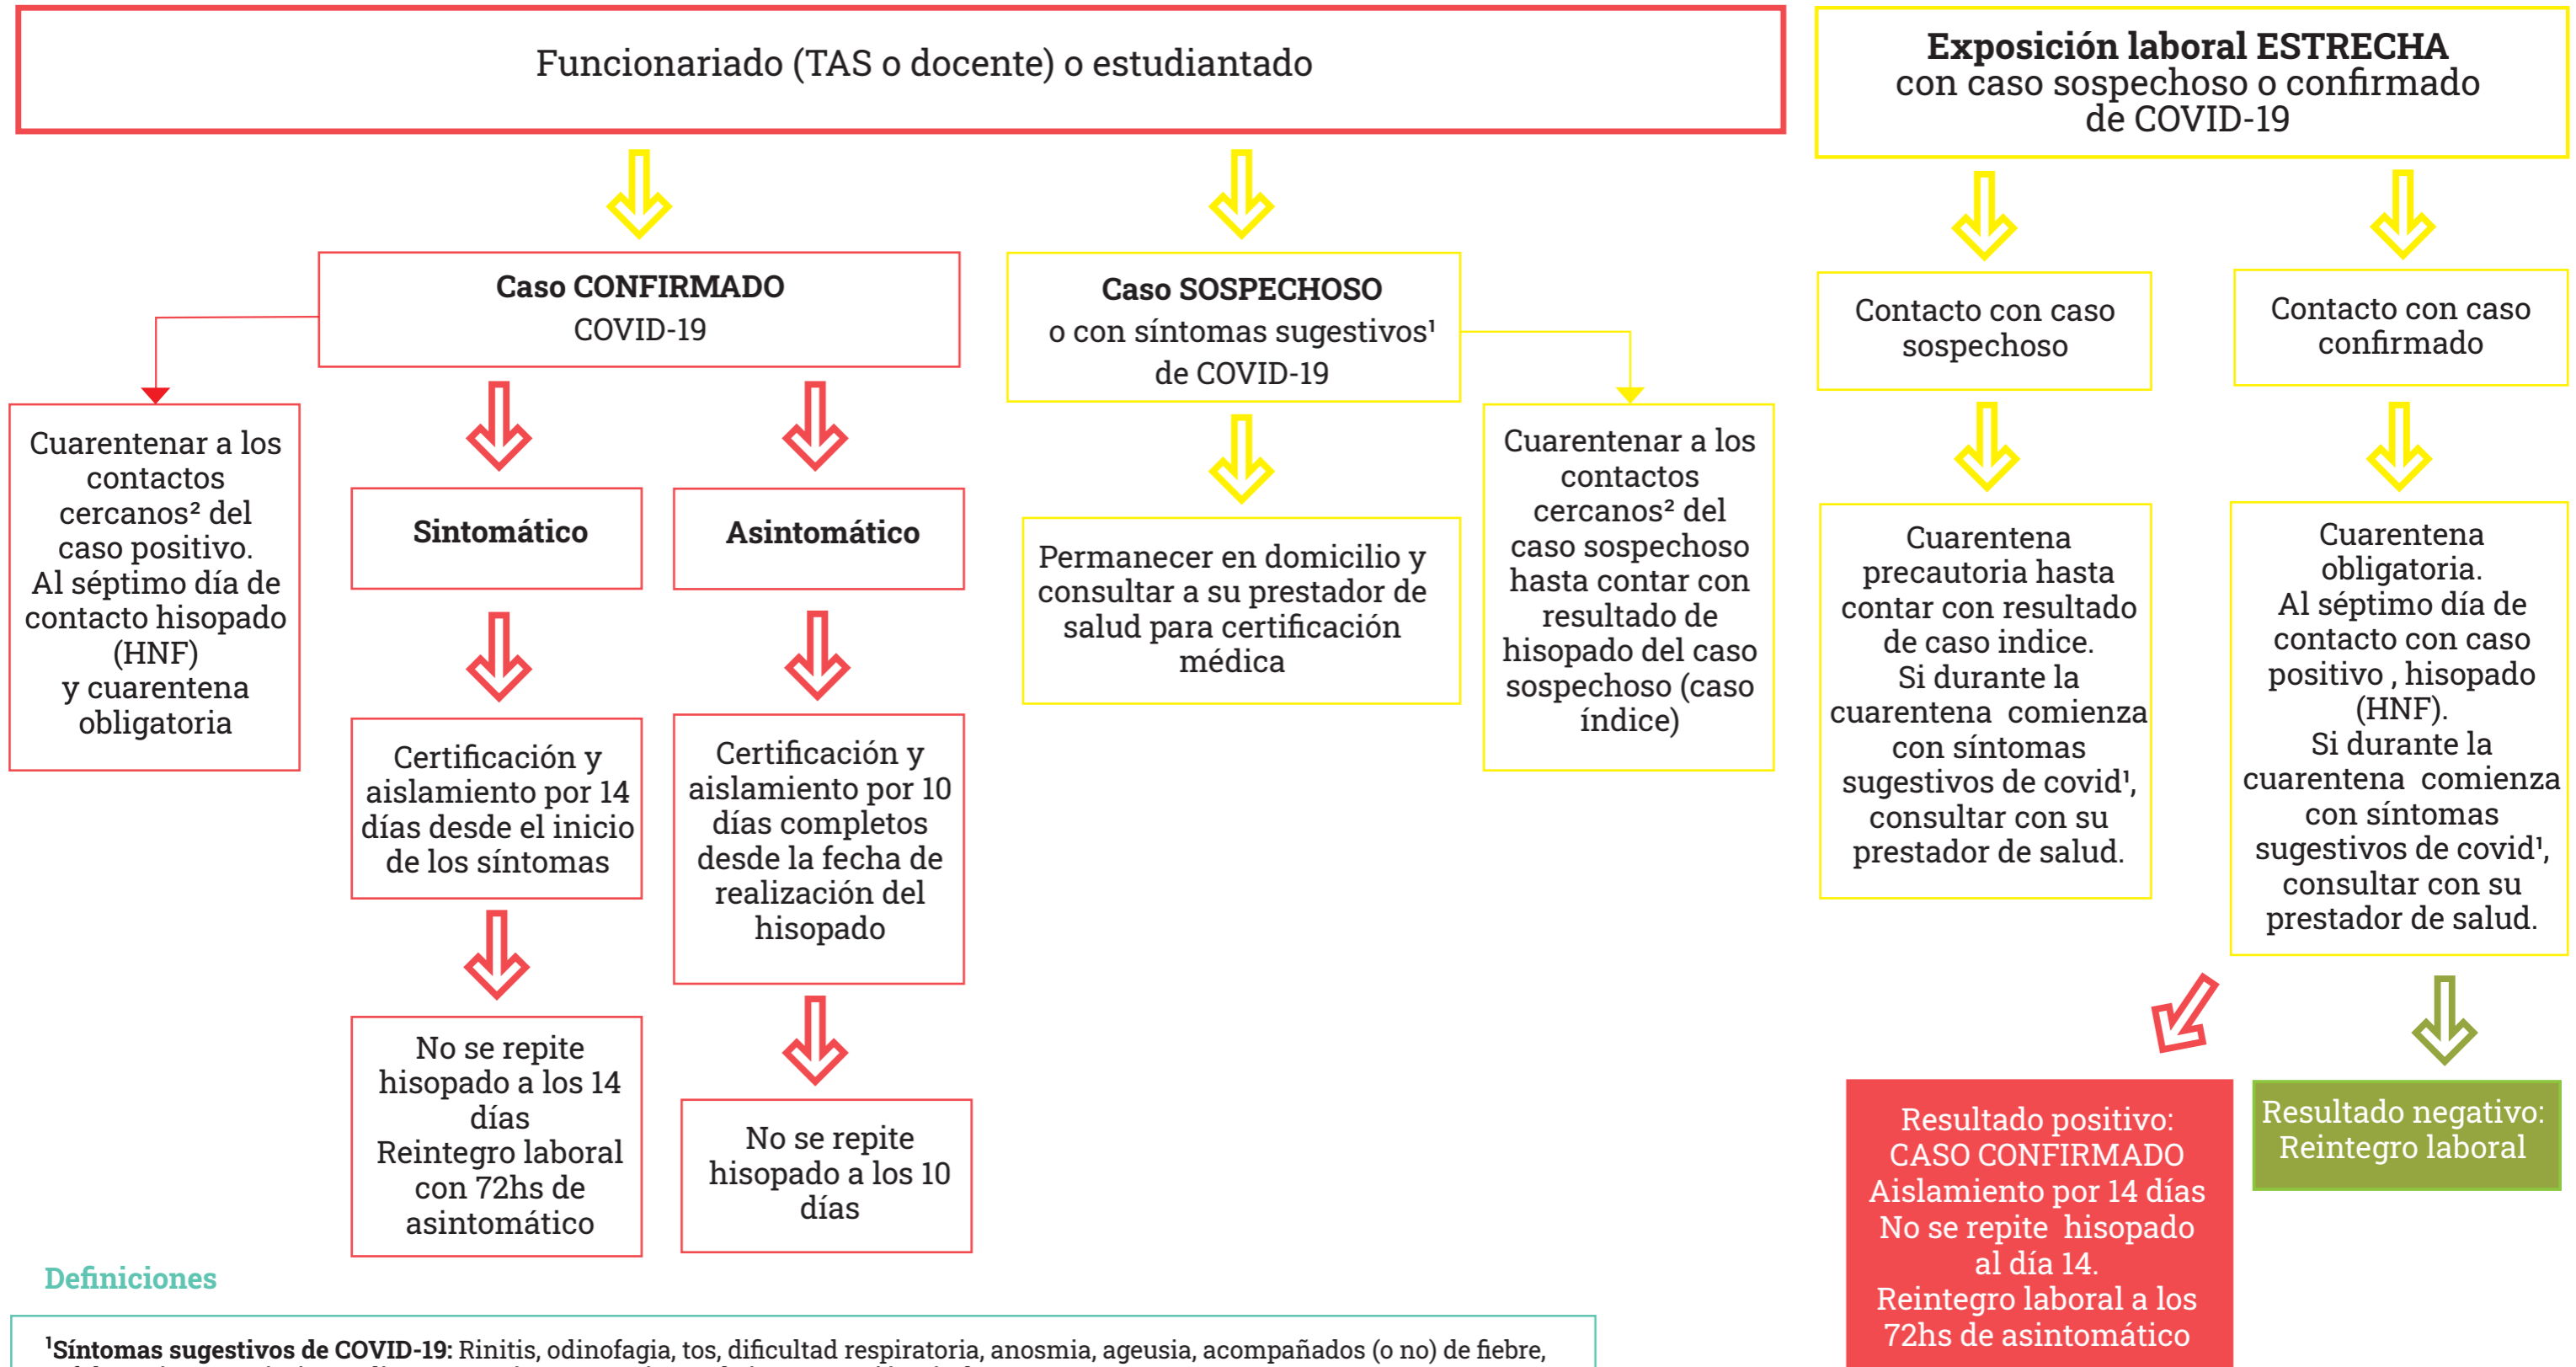 Funcionariado (TAS o docente) o estudiantado
Exposición laboral ESTRECHA
con caso sospechoso o confirmado
de COVID-19
Caso CONFIRMADO
COVID-19
Caso SOSPECHOSO
o con síntomas sugestivos¹
de COVID-19
Contacto con caso
sospechoso
Contacto con caso
confirmado
Cuarentenar a los
contactos
cercanos² del
caso positivo.
Al séptimo día de
contacto hisopado
(HNF)
y cuarentena
obligatoria
Sintomático
Asintomático
Permanecer en domicilio y
consultar a su prestador de
salud para certificación
médica
Cuarentenar a los
contactos
cercanos² del
caso sospechoso
hasta contar con
resultado de
hisopado del caso
sospechoso (caso
índice)
Cuarentena
precautoria hasta
contar con resultado
de caso indice.
Si durante la
cuarentena comienza
con síntomas
sugestivos de covid¹,
consultar con su
prestador de salud.
Cuarentena
obligatoria.
Al séptimo día de
contacto con caso
positivo , hisopado
(HNF).
Si durante la
cuarentena comienza
con síntomas
sugestivos de covid¹,
consultar con su
prestador de salud.
Certificación y
aislamiento por 14
días desde el inicio
de los síntomas
Certificación y
aislamiento por 10
días completos
desde la fecha de
realización del
hisopado
No se repite
hisopado a los 14
días
Reintegro laboral
con 72hs de
asintomático
No se repite
hisopado a los 10
días
Resultado positivo:
CASO CONFIRMADO
Aislamiento por 14 días
No se repite hisopado
al día 14.
Reintegro laboral a los
72hs de asintomático
Resultado negativo:
Reintegro laboral
Definiciones
¹Síntomas sugestivos de COVID-19: Rinitis, odinofagia, tos, dificultad respiratoria, anosmia, ageusia, acompañados (o no) de fiebre,